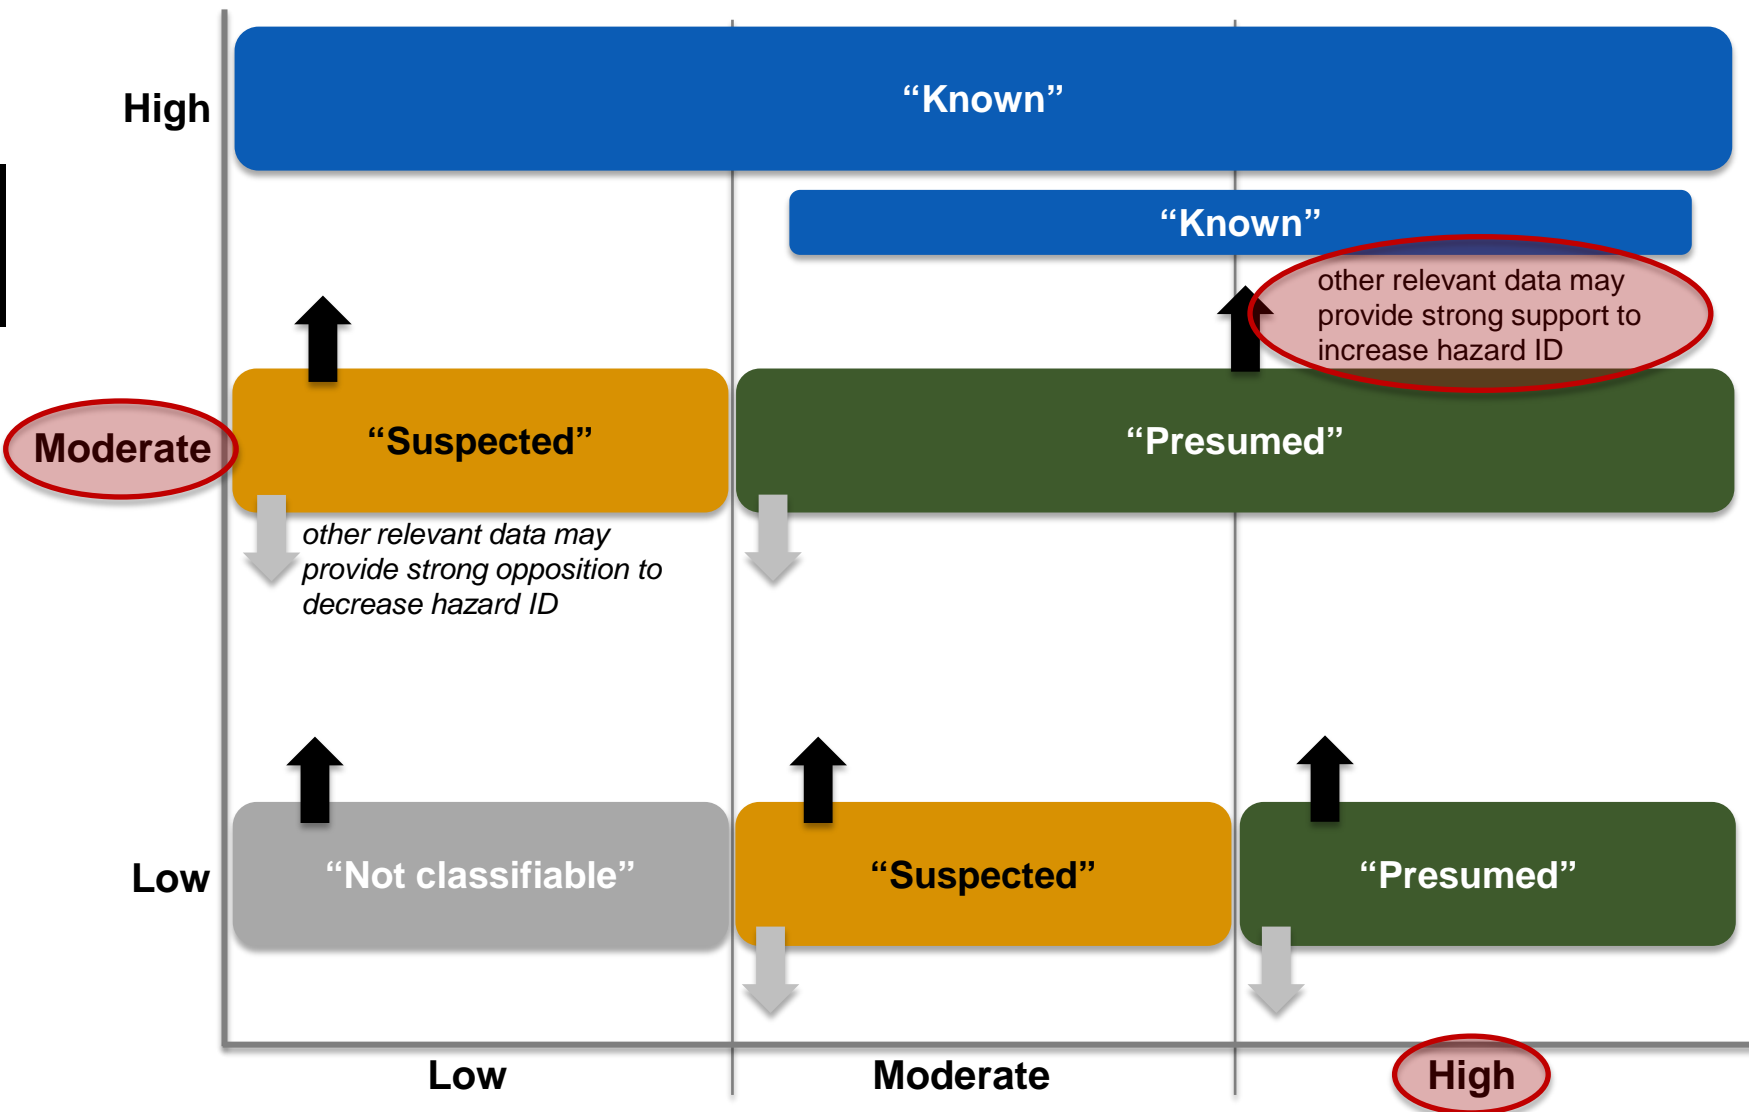 High
“Known”
“Known”
other relevant data may
provide strong support to
increase hazard ID
Moderate
“Suspected”
“Presumed”
other relevant data may
provide strong opposition to
decrease hazard ID
Low
“Not classifiable”
“Suspected”
“Presumed”
Low
Moderate
High